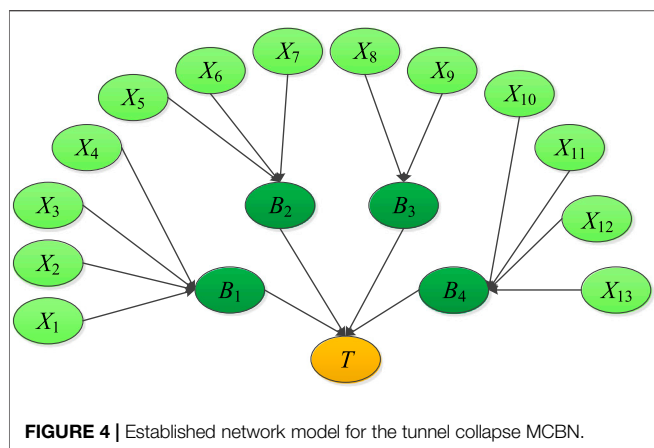 X₇
X₈
X₆
X₉
X₅
X₁₀
X₄
X₁₁
X₃
B₂
B₃
X₁₂
X₂
B₁
B₄
X₁₃
X₁
T
FIGURE 4 | Established network model for the tunnel collapse MCBN.